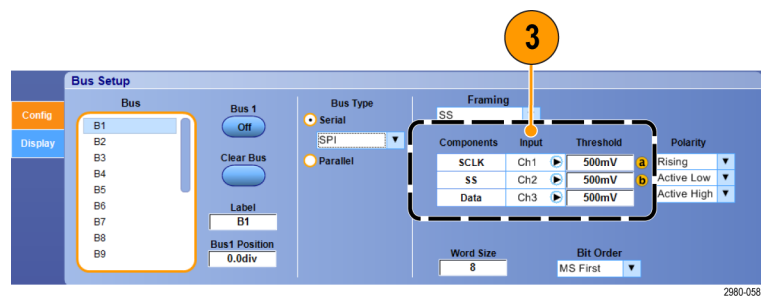 3
Bus Setup
Config
Display
Bus
B1
B2
B3
B4
B5
B6
B7
B8
B9
Bus 1
Off
Clear Bus
Label
B1
Bus1 Position
0.0div
Bus Type
Serial
SPI
Parallel
Framing
SS
Components Input Threshold Polarity
SCLK Ch1 500mV a Rising
SS Ch2 500mV b Active Low
Data Ch3 500mV Active High
Word Size Bit Order
8 MS First
2980-058